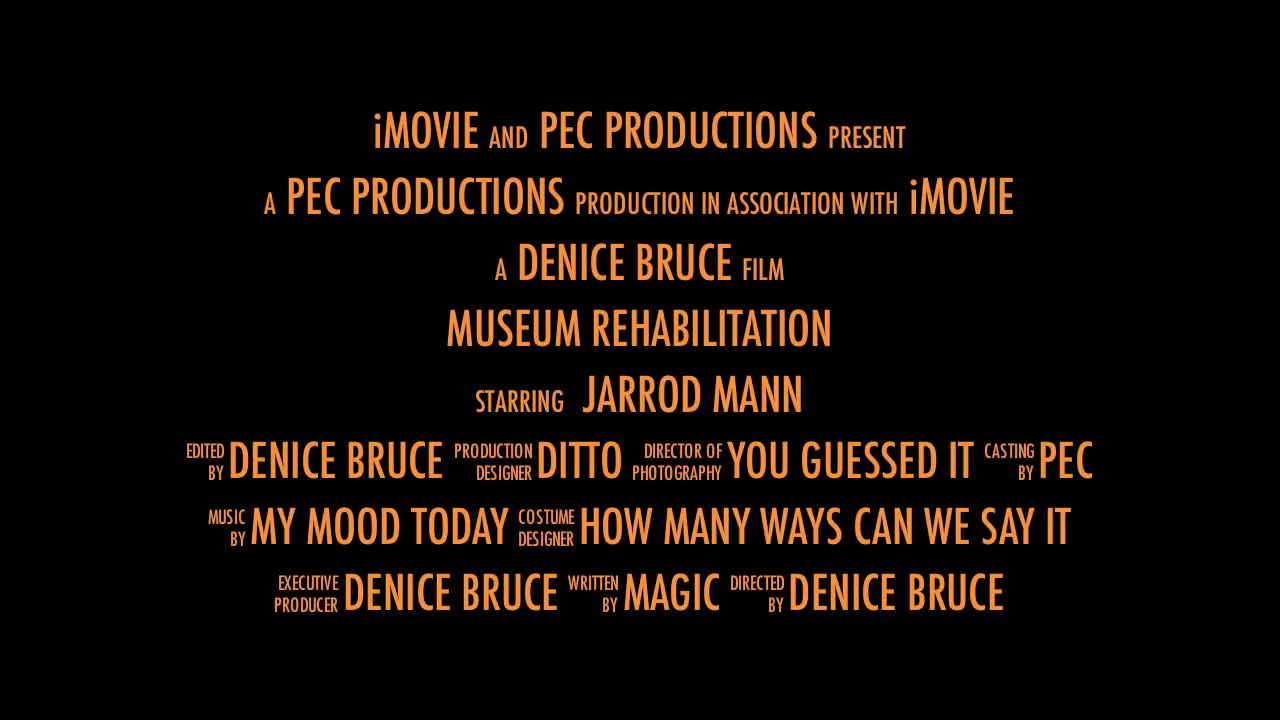 iMOVIE AND PEC PRODUCTIONS PRESENT
A PEC PRODUCTIONS PRODUCTION IN ASSOCIATION WITH iMOVIE
A DENICE BRUCE FILM
MUSEUM REHABILITATION
STARRING JARROD MANN
EDITED BY DENICE BRUCE PRODUCTION DESIGNER DITTO DIRECTOR OF PHOTOGRAPHY YOU GUESSED IT CASTING BY PEC
MUSIC BY MY MOOD TODAY COSTUME DESIGNER HOW MANY WAYS CAN WE SAY IT
EXECUTIVE PRODUCER DENICE BRUCE WRITTEN BY MAGIC DIRECTED BY DENICE BRUCE